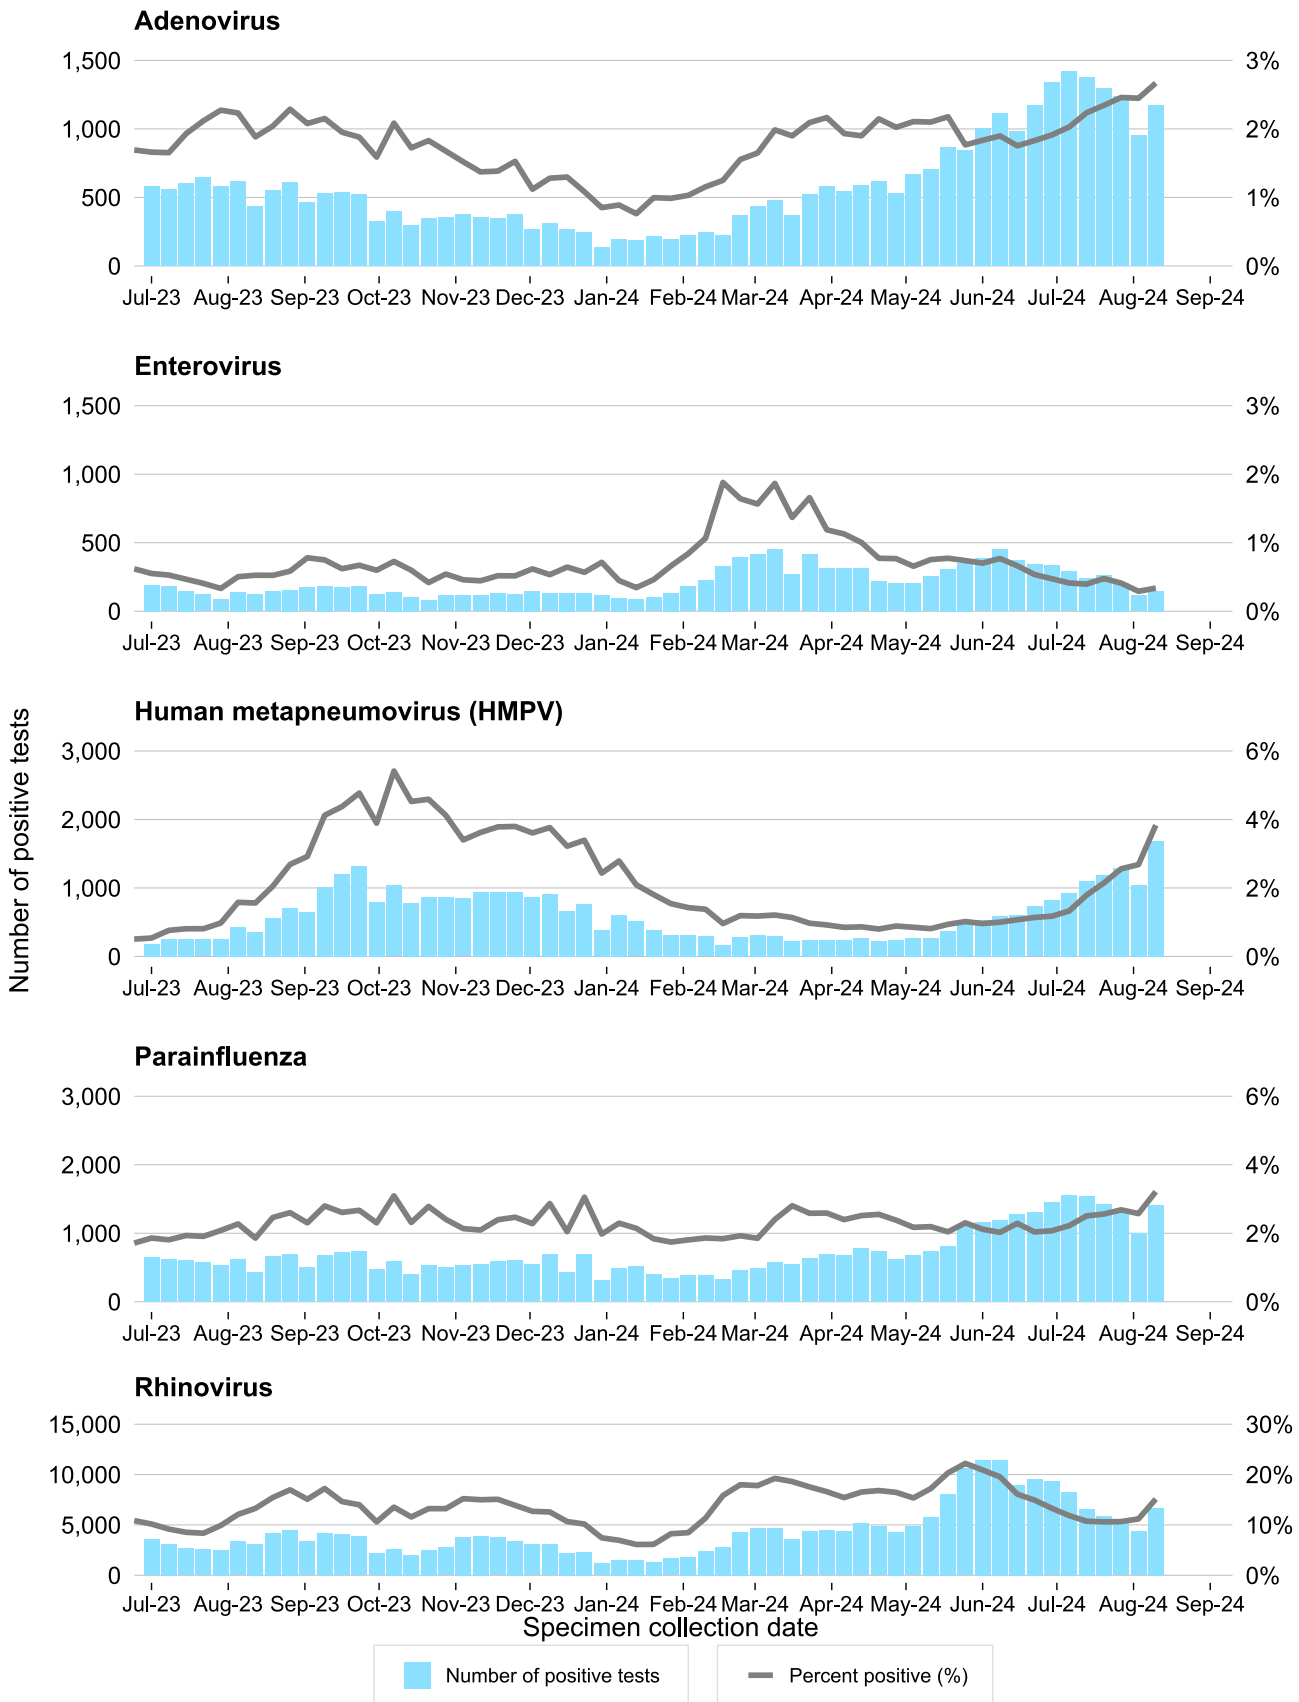 Adenovirus
1,500 3%
1,000 2%
500 1%
0 0%
Jul-23 Aug-23 Sep-23 Oct-23 Nov-23 Dec-23 Jan-24 Feb-24 Mar-24 Apr-24 May-24 Jun-24 Jul-24 Aug-24 Sep-24
Enterovirus
1,500 3%
1,000 2%
500 1%
0 0%
Jul-23 Aug-23 Sep-23 Oct-23 Nov-23 Dec-23 Jan-24 Feb-24 Mar-24 Apr-24 May-24 Jun-24 Jul-24 Aug-24 Sep-24
Number of positive tests
Human metapneumovirus (HMPV)
3,000 6%
2,000 4%
1,000 2%
0 0%
Jul-23 Aug-23 Sep-23 Oct-23 Nov-23 Dec-23 Jan-24 Feb-24 Mar-24 Apr-24 May-24 Jun-24 Jul-24 Aug-24 Sep-24
Parainfluenza
3,000 6%
2,000 4%
1,000 2%
0 0%
Jul-23 Aug-23 Sep-23 Oct-23 Nov-23 Dec-23 Jan-24 Feb-24 Mar-24 Apr-24 May-24 Jun-24 Jul-24 Aug-24 Sep-24
Rhinovirus
15,000 30%
10,000 20%
5,000 10%
0 0%
Jul-23 Aug-23 Sep-23 Oct-23 Nov-23 Dec-23 Jan-24 Feb-24 Mar-24 Apr-24 May-24 Jun-24 Jul-24 Aug-24 Sep-24
Specimen collection date
Number of positive tests Percent positive (%)